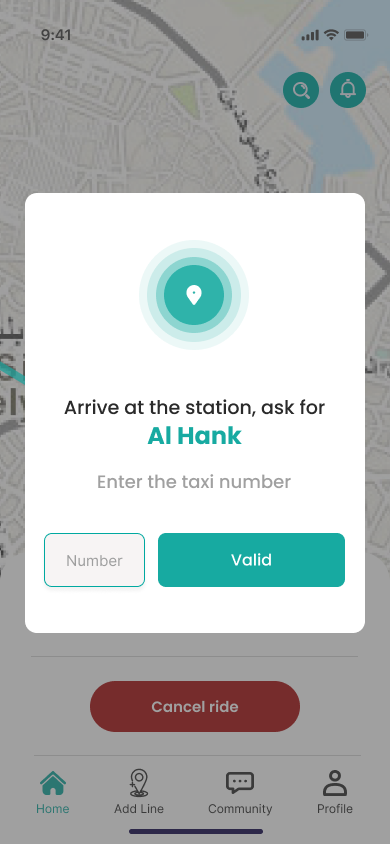 9:41
Arrive at the station, ask for
Al Hank
Enter the taxi number
Number
Valid
Cancel ride
Home
Add Line
Community
Profile